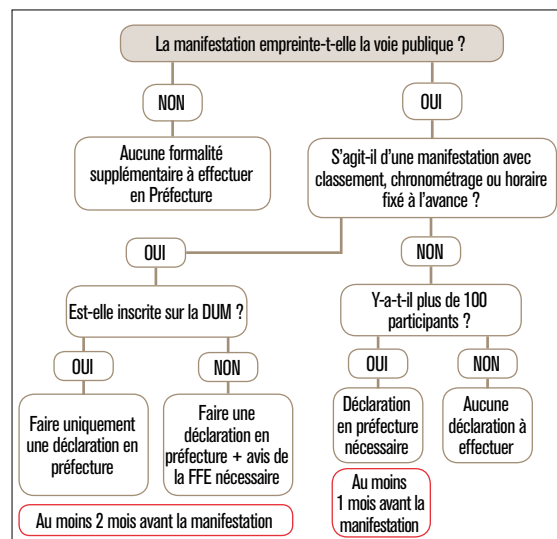 La manifestation empreinte-t-elle la voie publique ?
NON
OUI
Aucune formalité
supplémentaire à effectuer
en Préfecture
S'agit-il d'une manifestation avec
classement, chronométrage ou horaire
fixé à l'avance ?
OUI
NON
Est-elle inscrite sur la DUM ?
Y-a-t-il plus de 100
participants ?
OUI
NON
OUI
NON
Faire uniquement
une déclaration en
préfecture
Faire une
déclaration en
préfecture + avis de
la FFE nécessaire
Déclaration
en préfecture
nécessaire
Aucune
déclaration à
effectuer
Au moins 2 mois avant la manifestation
Au moins
1 mois avant la
manifestation